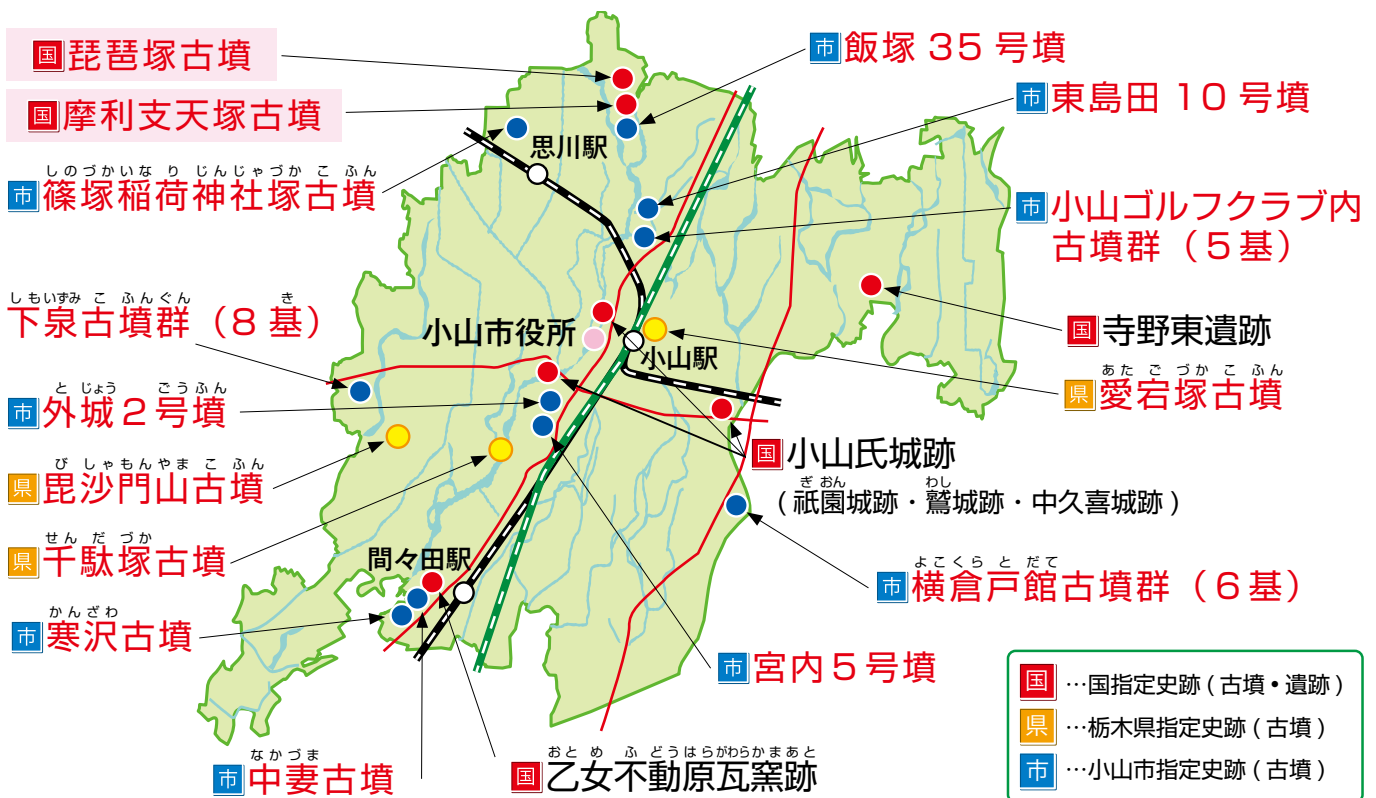 国 琵琶塚古墳
国 摩利支天塚古墳
しのづかいなりじんじゃづかこふん
市 篠塚稲荷神社塚古墳
しもいずみこふんぐん き
下泉古墳群（8基）
とじょう ごうふん
市 外城2号墳
びしゃもんやまこふん
県 毘沙門山古墳
せんだづか
県 千駄塚古墳
かんざわ
市 寒沢古墳
なかづま
市 中妻古墳
おとめふどうはらがわらかまあと
国 乙女不動原瓦窯跡
思川駅
小山市役所
小山駅
間々田駅
市 飯塚 35 号墳
市 東島田 10 号墳
市 小山ゴルフクラブ内
古墳群（5基）
国 寺野東遺跡
あたごづかこふん
県 愛宕塚古墳
国 小山氏城跡
ぎおん わし
（祇園城跡・鷲城跡・中久喜城跡）
よこくらとだて
市 横倉戸館古墳群（6基）
市 宮内5号墳
国 …国指定史跡(古墳•遺跡)
県 …栃木県指定史跡(古墳)
市 …小山市指定史跡(古墳)